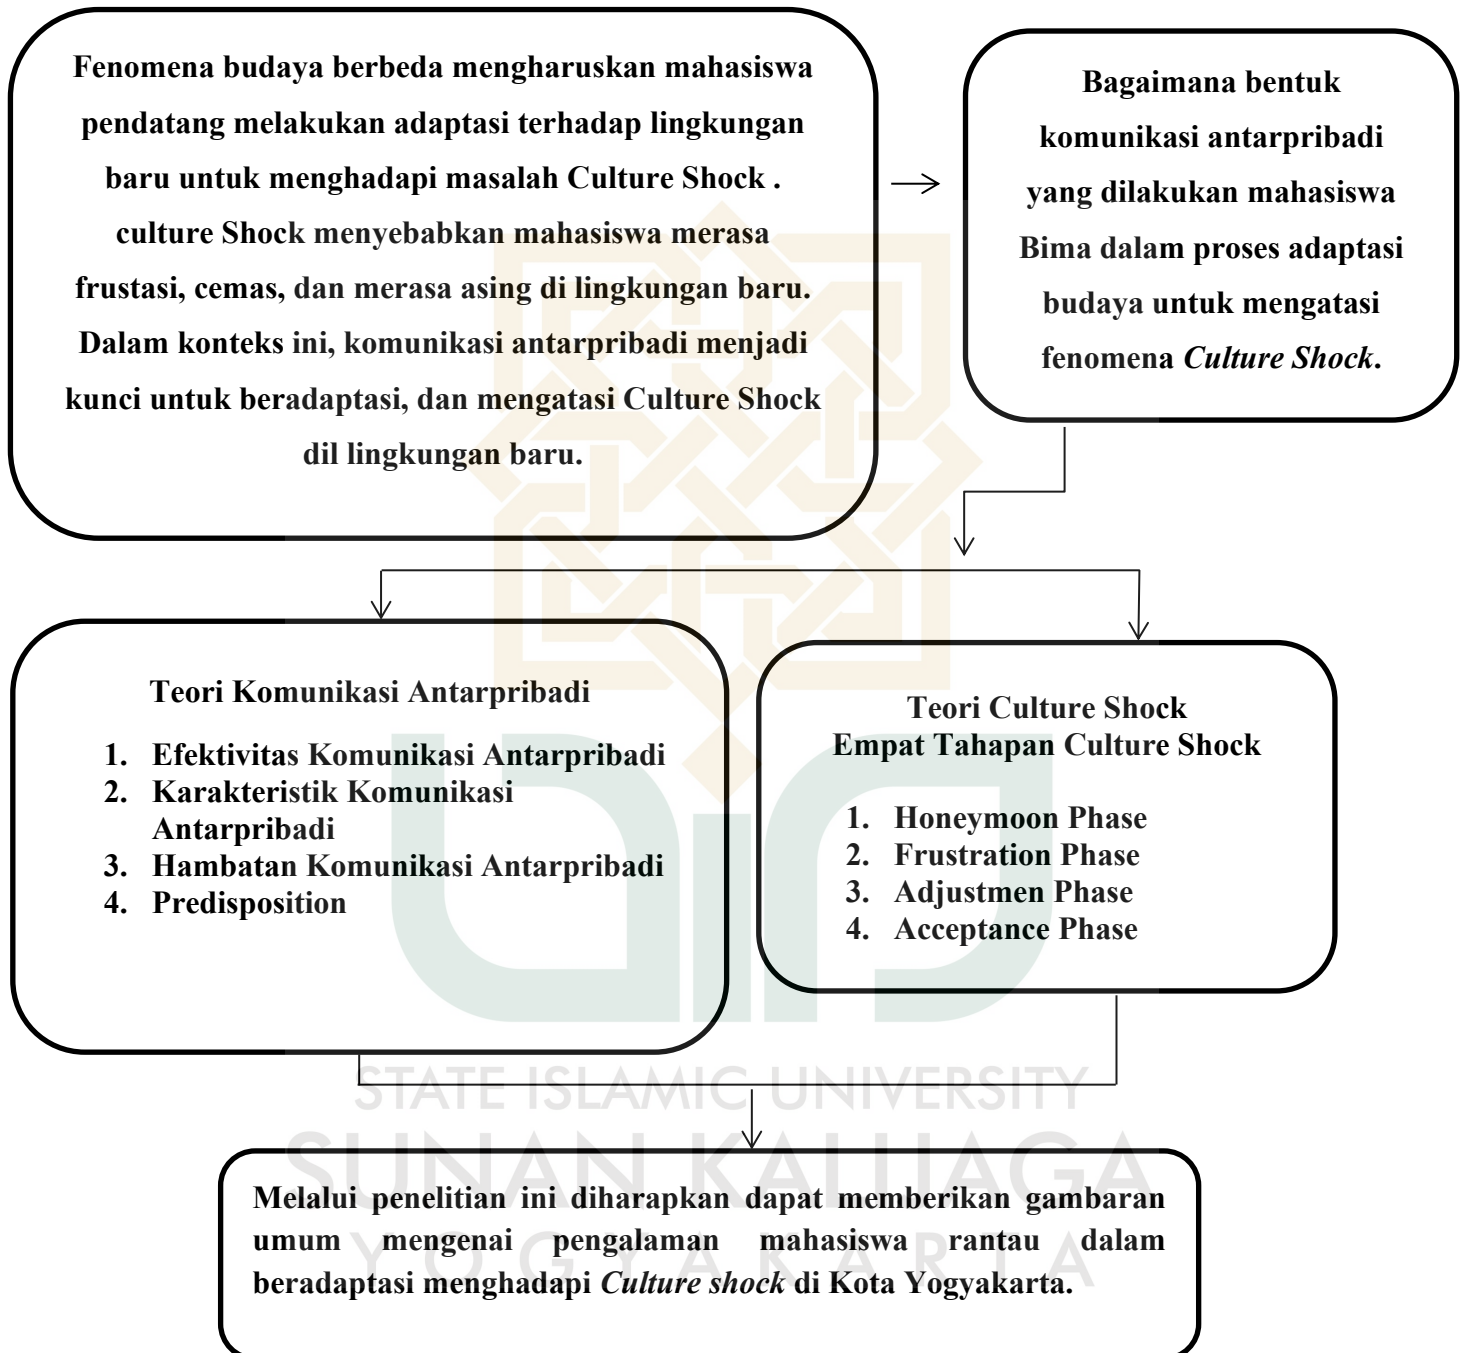 Fenomena budaya berbeda mengharuskan mahasiswa
pendatang melakukan adaptasi terhadap lingkungan
baru untuk menghadapi masalah Culture Shock .
culture Shock menyebabkan mahasiswa merasa
frustasi, cemas, dan merasa asing di lingkungan baru.
Dalam konteks ini, komunikasi antarpribadi menjadi
kunci untuk beradaptasi, dan mengatasi Culture Shock
dil lingkungan baru.
Bagaimana bentuk
komunikasi antarpribadi
yang dilakukan mahasiswa
Bima dalam proses adaptasi
budaya untuk mengatasi
fenomena Culture Shock.
Teori Komunikasi Antarpribadi
1. Efektivitas Komunikasi Antarpribadi
2. Karakteristik Komunikasi
Antarpribadi
3. Hambatan Komunikasi Antarpribadi
4. Predisposition
Teori Culture Shock
Empat Tahapan Culture Shock
1. Honeymoon Phase
2. Frustration Phase
3. Adjustmen Phase
4. Acceptance Phase
STATE ISLAMIC UNIVERSITY
SUNAN KALIJAGA
YOGYAKARTA
Melalui penelitian ini diharapkan dapat memberikan gambaran
umum mengenai pengalaman mahasiswa rantau dalam
beradaptasi menghadapi Culture shock di Kota Yogyakarta.